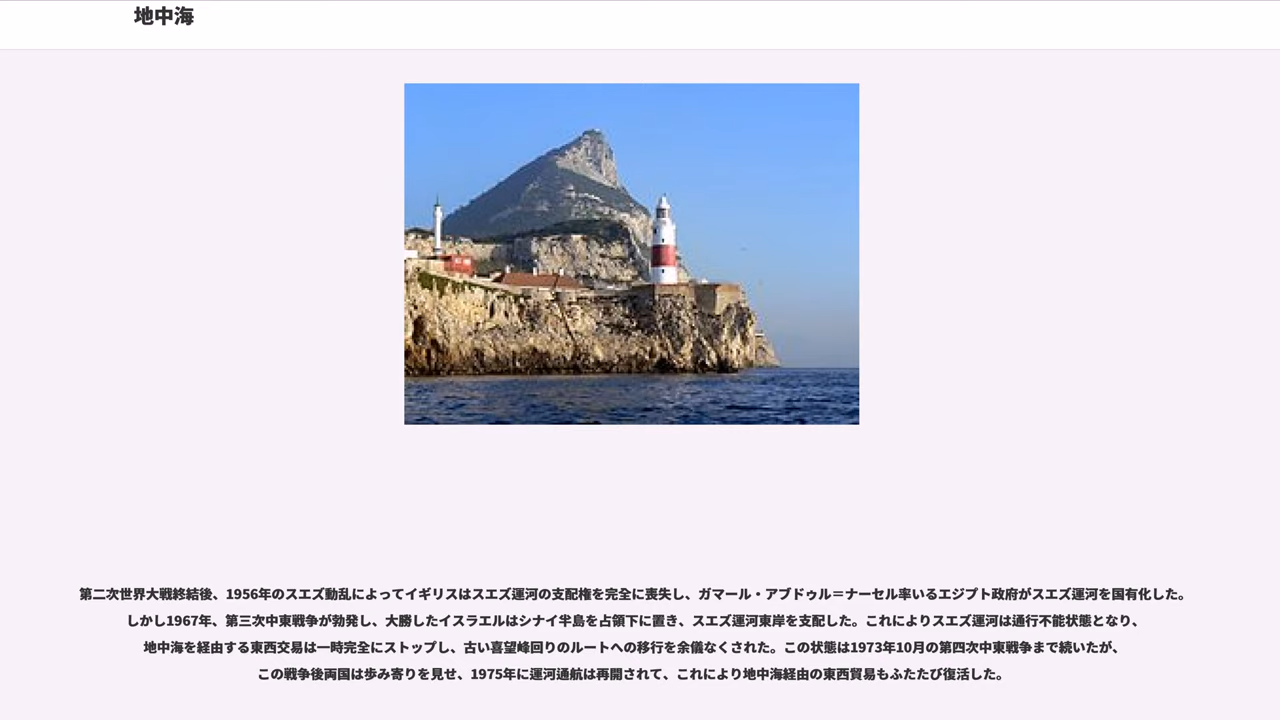 地中海
第二次世界大戦終結後、1956年のスエズ動乱によってイギリスはスエズ運河の支配権を完全に喪失し、ガマール・アブドゥル＝ナーセル率いるエジプト政府がスエズ運河を国有化した。
しかし1967年、第三次中東戦争が勃発し、大勝したイスラエルはシナイ半島を占領下に置き、スエズ運河東岸を支配した。これによりスエズ運河は通行不能状態となり、
地中海を経由する東西交易は一時完全にストップし、古い喜望峰回りのルートへの移行を余儀なくされた。この状態は1973年10月の第四次中東戦争まで続いたが、
この戦争後両国は歩み寄りを見せ、1975年に運河通航は再開されて、これにより地中海経由の東西貿易もふたたび復活した。